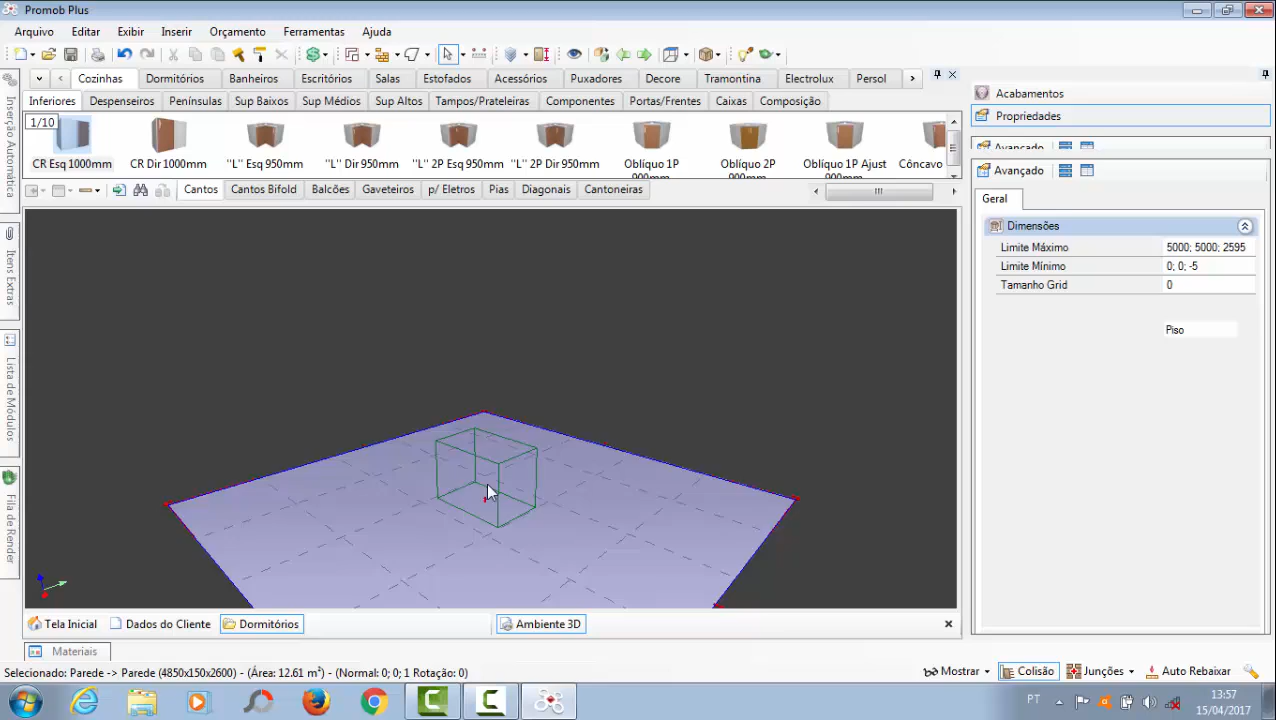 Promob Plus
Arquivo Editar Exibir Inserir Orçamento Ferramentas Ajuda
Cozinhas Dormitórios Banheiros Escritórios Salas Estofados Acessórios Puxadores Decore Tramontina Electrolux Persol
Inferiores Despenseiros Penínsulas Sup Baixos Sup Médios Sup Altos Tampos/Prateleiras Componentes Portas/Frentes Caixas Composição
1/10
CR Esq 1000mm CR Dir 1000mm "L" Esq 950mm "L" Dir 950mm "L" 2P Esq 950mm "L" 2P Dir 950mm Oblíquo 1P Oblíquo 2P Oblíquo 1P Ajust Côncavo
900mm 900mm 900mm
Cantos Cantos Bifold Balcões Gaveteiros p/ Eletros Pias Diagonais Cantoneiras
Inserção Automática
Itens Extras
Lista de Módulos
Fila de Render
Acabamentos
Propriedades
Avançado
Avançado
Geral
Dimensões
Limite Máximo 5000; 5000; 2595
Limite Mínimo 0; 0; -5
Tamanho Grid 0
Piso
Tela Inicial Dados do Cliente Dormitórios Ambiente 3D
Materiais
Selecionado: Parede -> Parede (4850x150x2600) - (Área: 12.61 m²) - (Normal: 0; 0; 1 Rotação: 0) Mostrar Colisão Junções Auto Rebaixar
PT 13:57
15/04/2017